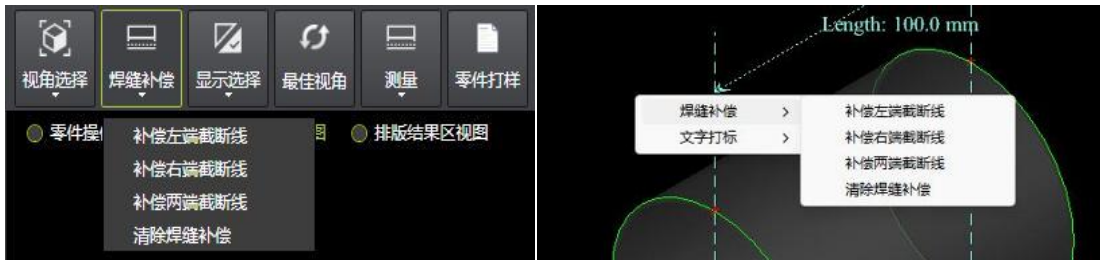 视角选择 焊缝补偿 显示选择 最佳视角 测量 零件打样
零件操 图 排版结果区视图
补偿左端截断线
补偿右端截断线
补偿两端截断线
清除焊缝补偿
Length: 100.0 mm
焊缝补偿 > 补偿左端截断线
文字打标 > 补偿右端截断线
补偿两端截断线
清除焊缝补偿